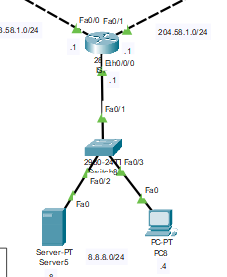 Fa0/0 Fa0/1
3.58.1.0/24
204.58.1.0/24
.1
.1
Eth0/0/0
.1
Fa0/1
Fa0/3
Fa0/2
Fa0
Fa0
Server-PT
Server5
PC-PT
PC8
8.8.8.0/24
.4